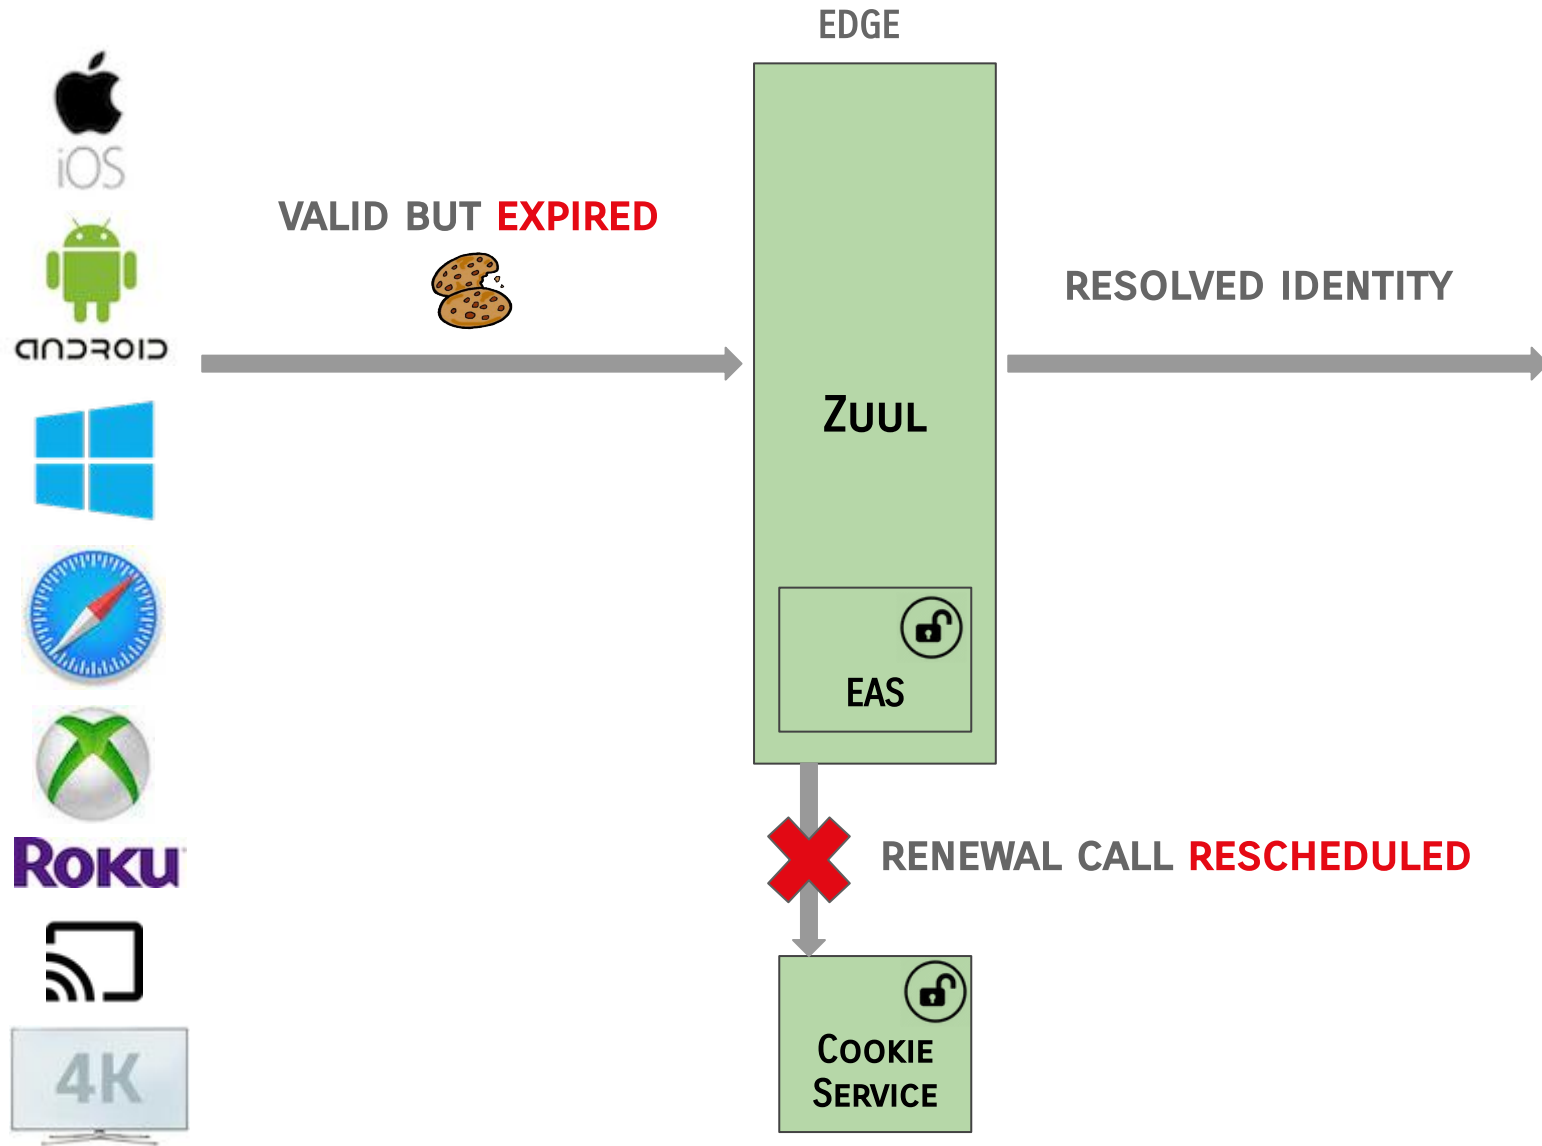 EDGE
iOS
VALID BUT EXPIRED
ANDROID
RESOLVED IDENTITY
ZUUL
EAS
ROKU
RENEWAL CALL RESCHEDULED
COOKIE
SERVICE
4K